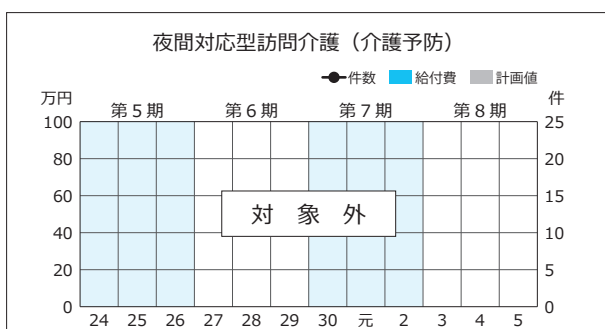 夜間対応型訪問介護（介護予防）
件数 給付費 計画値
万円 第５期 第６期 第７期 第８期 件
100 25
80 20
60 15
対 象 外
40 10
20 5
0 0
24 25 26 27 28 29 30 元 2 3 4 5